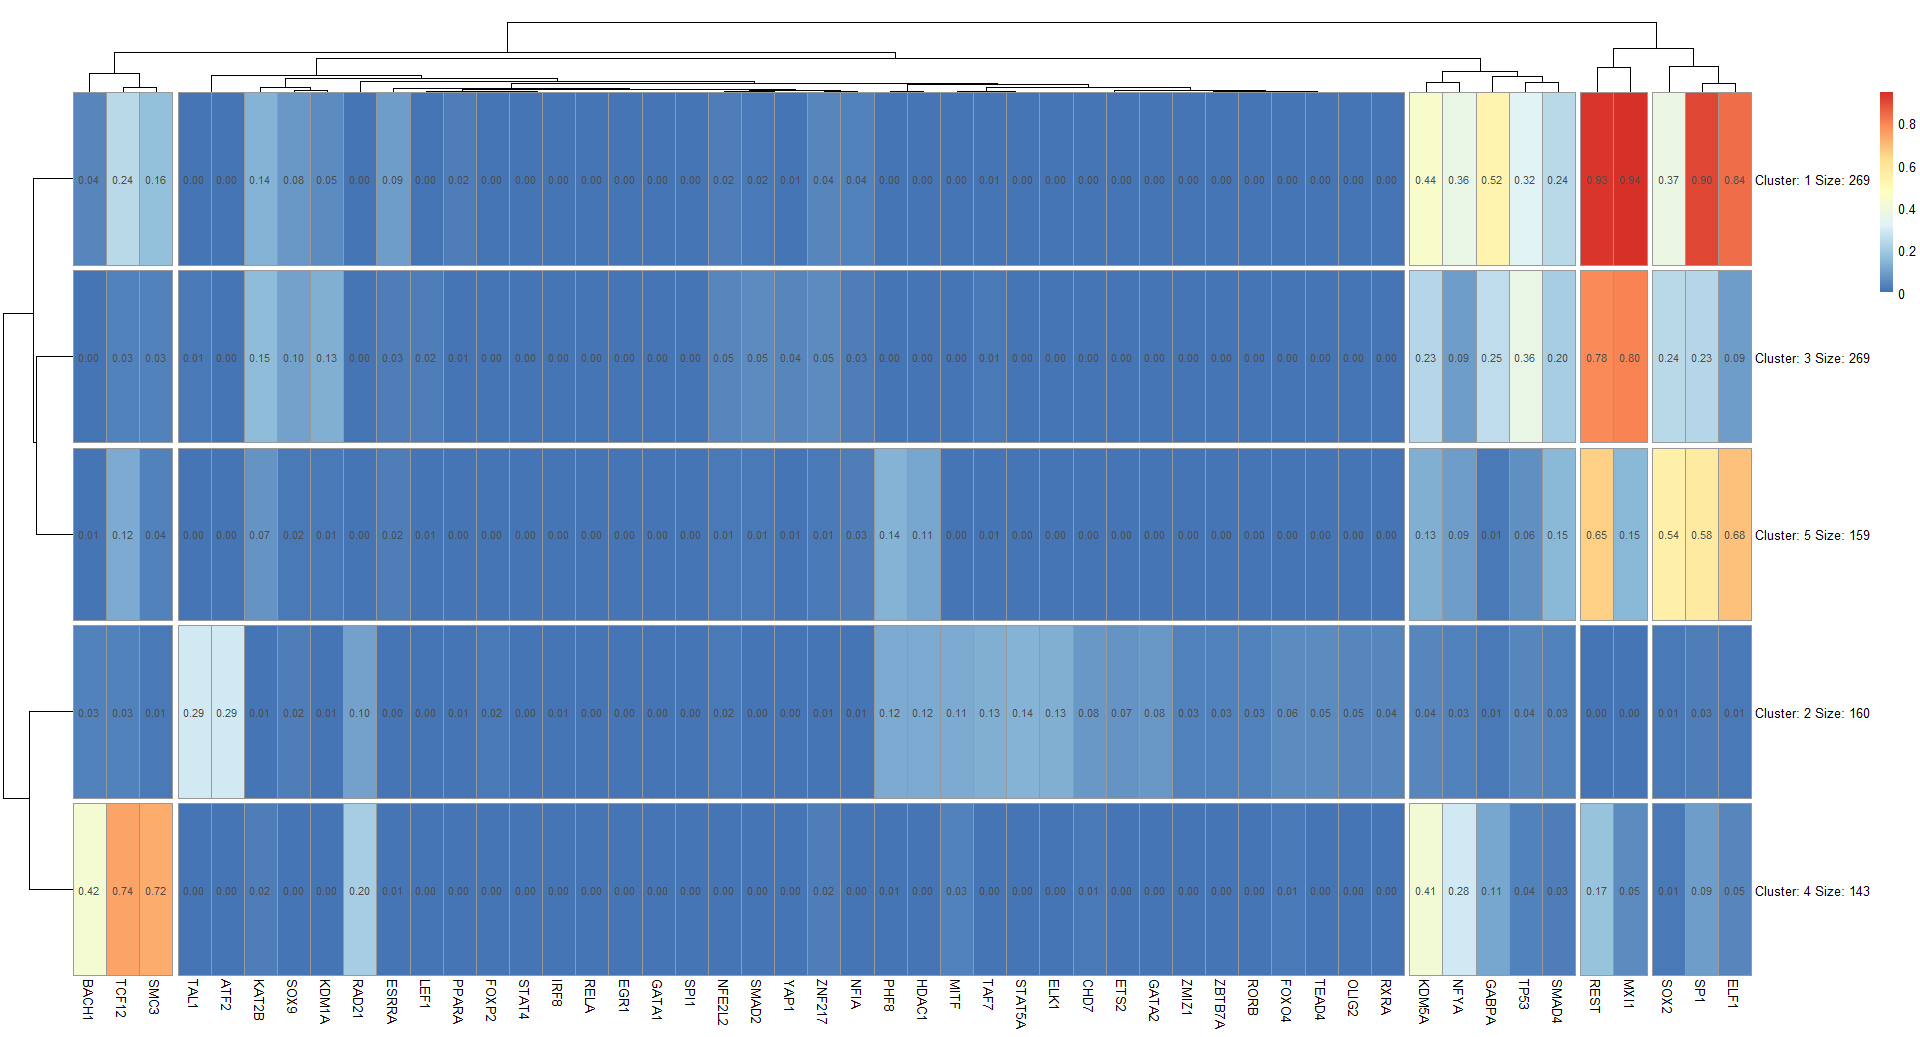 0.04 0.24 0.16 0.00 0.00 0.14 0.08 0.05 0.00 0.09 0.00 0.02 0.00 0.00 0.00 0.00 0.00 0.00 0.00 0.02 0.02 0.01 0.04 0.04 0.00 0.00 0.00 0.01 0.00 0.00 0.00 0.00 0.00 0.00 0.00 0.00 0.00 0.00 0.00 0.00 0.44 0.36 0.52 0.32 0.24 0.93 0.94 0.37 0.90 0.84 Cluster: 1 Size: 269
0.00 0.03 0.03 0.01 0.00 0.15 0.10 0.13 0.00 0.03 0.02 0.01 0.00 0.00 0.00 0.00 0.00 0.00 0.00 0.05 0.05 0.04 0.05 0.03 0.00 0.00 0.00 0.01 0.00 0.00 0.00 0.00 0.00 0.00 0.00 0.00 0.00 0.00 0.00 0.00 0.23 0.09 0.25 0.36 0.20 0.78 0.80 0.24 0.23 0.09 Cluster: 3 Size: 269
0.01 0.12 0.04 0.00 0.00 0.07 0.02 0.01 0.00 0.02 0.01 0.00 0.00 0.00 0.00 0.00 0.00 0.00 0.00 0.01 0.01 0.01 0.01 0.03 0.14 0.11 0.00 0.01 0.00 0.00 0.00 0.00 0.00 0.00 0.00 0.00 0.00 0.00 0.00 0.00 0.13 0.09 0.01 0.06 0.15 0.65 0.15 0.54 0.58 0.68 Cluster: 5 Size: 159
0.03 0.03 0.01 0.29 0.29 0.01 0.02 0.01 0.10 0.00 0.00 0.01 0.02 0.00 0.01 0.00 0.00 0.00 0.00 0.02 0.00 0.00 0.01 0.01 0.12 0.12 0.11 0.13 0.14 0.13 0.08 0.07 0.08 0.03 0.03 0.03 0.06 0.05 0.05 0.04 0.04 0.03 0.01 0.04 0.03 0.00 0.00 0.01 0.03 0.01 Cluster: 2 Size: 160
0.42 0.74 0.72 0.00 0.00 0.02 0.00 0.00 0.20 0.01 0.00 0.00 0.00 0.00 0.00 0.00 0.00 0.00 0.00 0.00 0.00 0.00 0.02 0.00 0.01 0.00 0.03 0.00 0.00 0.00 0.01 0.00 0.00 0.00 0.00 0.00 0.01 0.00 0.00 0.00 0.41 0.28 0.11 0.04 0.03 0.17 0.05 0.01 0.09 0.05 Cluster: 4 Size: 143
BACH1 TCF12 SMC3 TAL1 ATF2 KAT2B SOX9 KDM1A RAD21 ESRRA LEF1 PPARA FOXP2 STAT4 IRF8 RELA EGR1 GATA1 SPI1 NFE2L2 SMAD2 YAP1 ZNF217 NFIA PHF8 HDAC1 MITF TAF7 STAT5A ELK1 CHD7 ETS2 GATA2 ZMIZ1 ZBTB7A RORB FOXO4 TEAD4 OLIG2 RXRA KDM5A NFYA GABPA TP53 SMAD4 REST MXI1 SOX2 SP1 ELF1
0.8
0.6
0.4
0.2
0